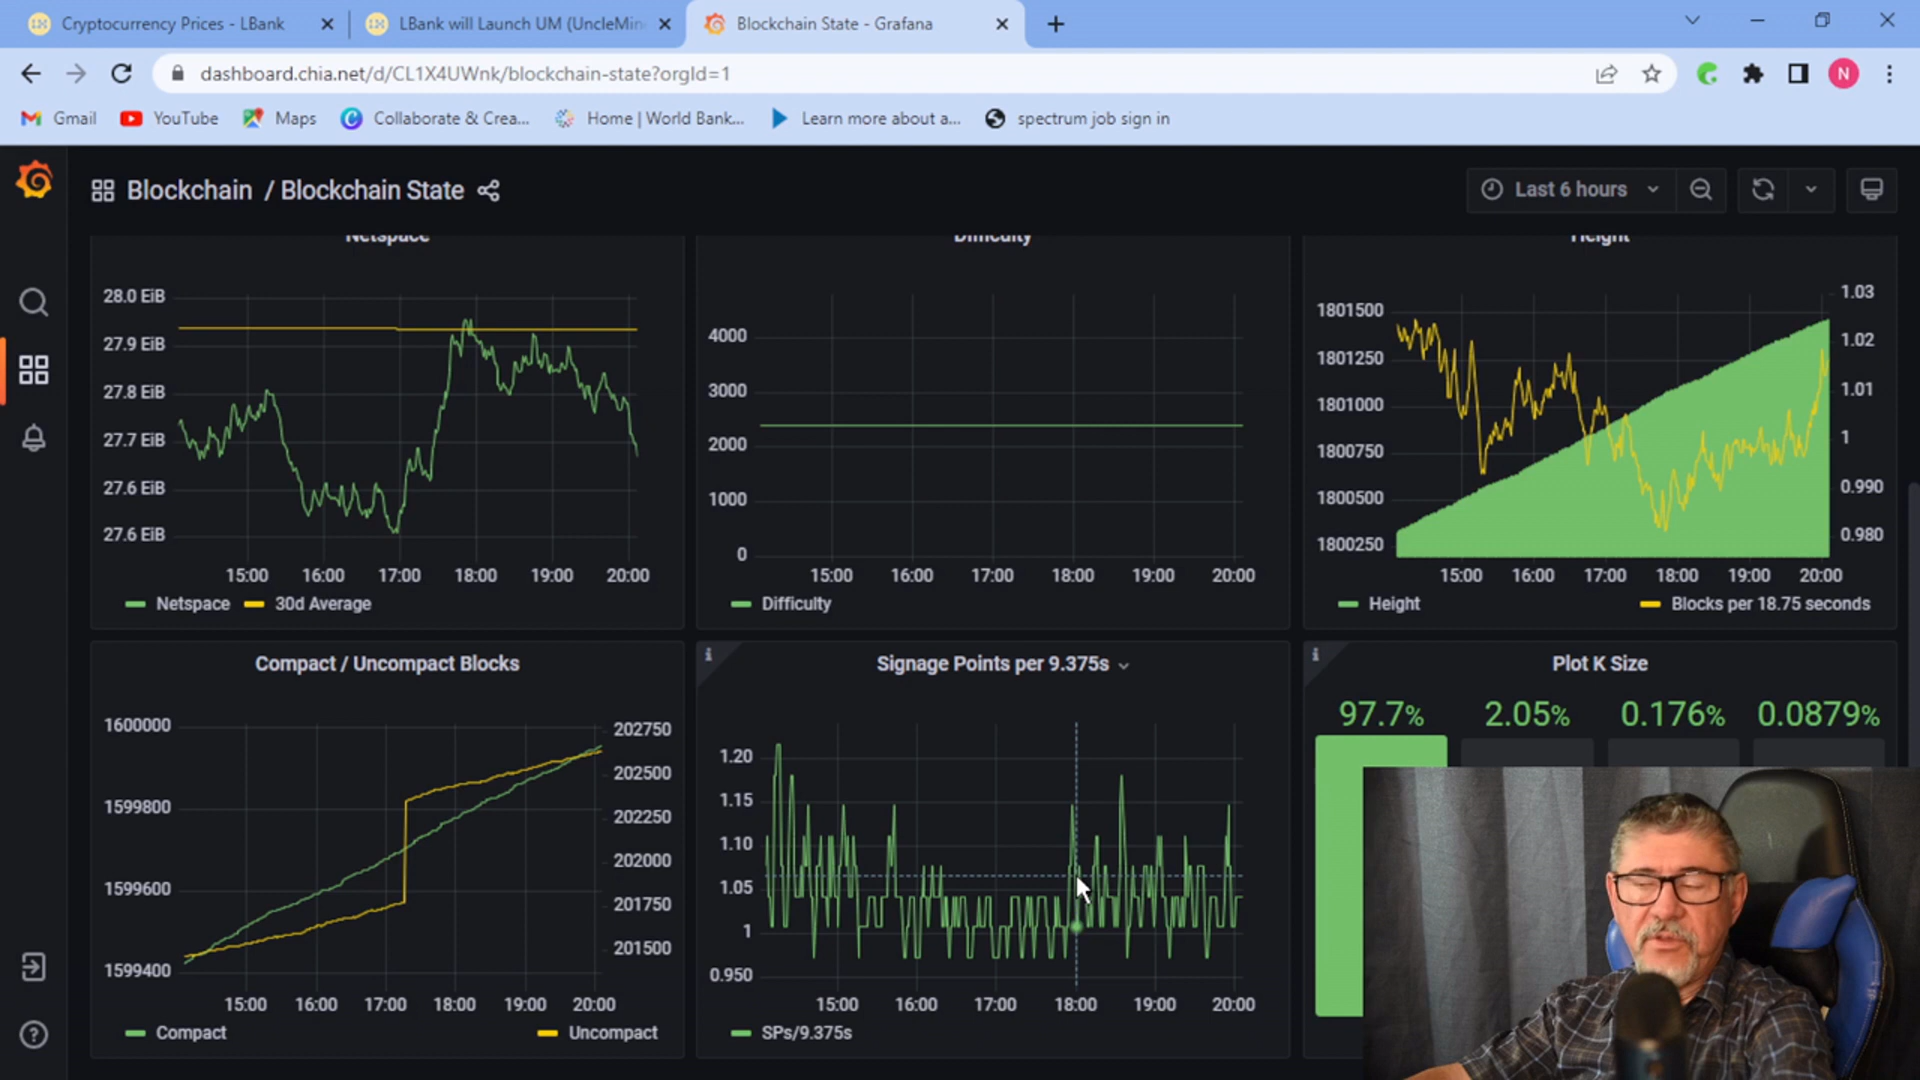 Cryptocurrency Prices - LBank
LBank will Launch UM (UncleMin
Blockchain State - Grafana
dashboard.chia.net/d/CL1X4UWnk/blockchain-state?orgId=1
N
Gmail
YouTube
Maps
Collaborate & Crea...
Home | World Bank...
Learn more about a...
spectrum job sign in
Blockchain / Blockchain State
Last 6 hours
Netspace
28.0 EiB
27.9 EiB
27.8 EiB
27.7 EiB
27.6 EiB
27.6 EiB
15:00 16:00 17:00 18:00 19:00 20:00
Netspace 30d Average
Difficulty
4000
3000
2000
1000
0
15:00 16:00 17:00 18:00 19:00 20:00
Difficulty
Height
1801500
1801250
1801000
1800750
1800500
1800250
1.03
1.02
1.01
1
0.990
0.980
15:00 16:00 17:00 18:00 19:00 20:00
Height Blocks per 18.75 seconds
Compact / Uncompact Blocks
1600000
1599800
1599600
1599400
202750
202500
202250
202000
201750
201500
15:00 16:00 17:00 18:00 19:00 20:00
Compact Uncompact
i
Signage Points per 9.375s
1.20
1.15
1.10
1.05
1
0.950
15:00 16:00 17:00 18:00 19:00 20:00
SPs/9.375s
i
Plot K Size
97.7% 2.05% 0.176% 0.0879%